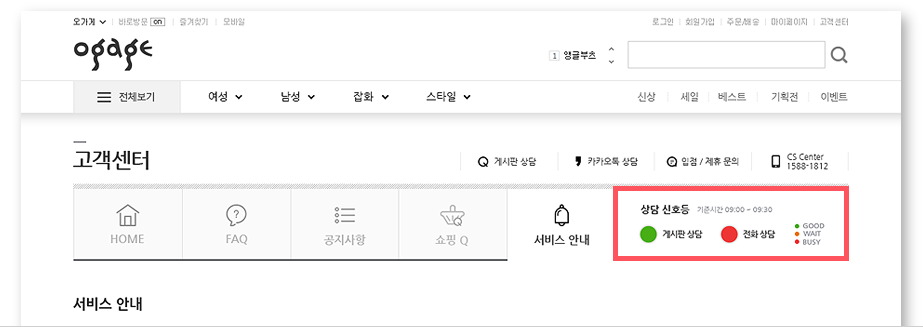 오가게 바로방문 on 즐겨찾기 모바일 로그인 회원가입 주문/배송 마이페이지 고객센터
ogage
1 앵클부츠
전체보기 여성 남성 잡화 스타일 신상 세일 베스트 기획전 이벤트
고객센터
게시판 상담 카카오톡 상담 입점 / 제휴 문의 CS Center
1588-1812
HOME FAQ 공지사항 쇼핑 Q 서비스 안내
상담 신호등 기준시간 09:00 ~ 09:30
게시판 상담 전화 상담
GOOD
WAIT
BUSY
서비스 안내